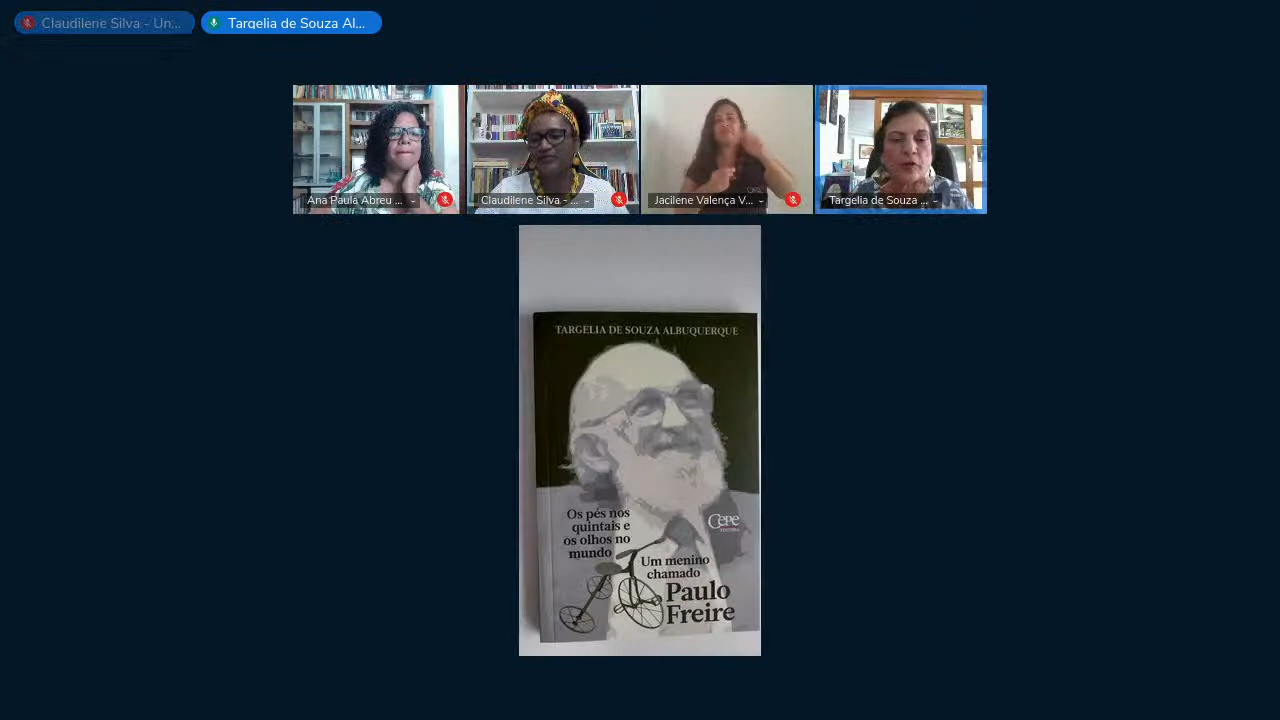 Claudilene Silva - Un...
Targelia de Souza Al...
Ana Paula Abreu ...
Claudilene Silva - ...
Jacilene Valença V...
Targelia de Souza ...
TARGELIA DE SOUZA ALBUQUERQUE
Os pés nos
quintais e
os olhos no
mundo
Cepe
EDITORA
Um menino
chamado
Paulo
Freire